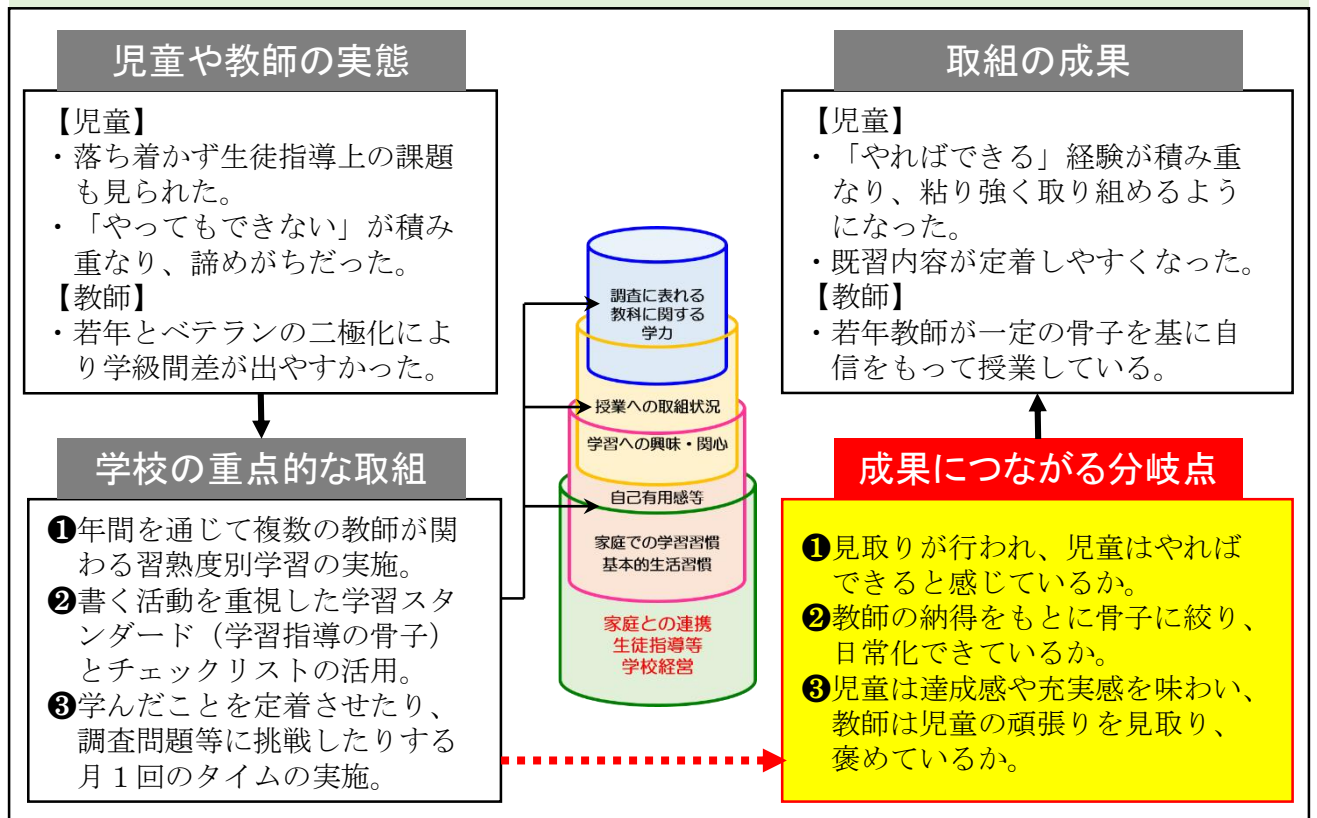 児童や教師の実態
【児童】
・落ち着かず生徒指導上の課題
も見られた。
・「やってもできない」が積み
重なり、諦めがちだった。
【教師】
・若年とベテランの二極化によ
り学級間差が出やすかった。
学校の重点的な取組
❶年間を通じて複数の教師が関
わる習熟度別学習の実施。
❷書く活動を重視した学習スタ
ンダード（学習指導の骨子）
とチェックリストの活用。
❸学んだことを定着させたり、
調査問題等に挑戦したりする
月１回のタイムの実施。
調査に表れる
教科に関する
学力
授業への取組状況
学習への興味・関心
自己有用感等
家庭での学習習慣
基本的生活習慣
家庭との連携
生徒指導等
学校経営
取組の成果
【児童】
・「やればできる」経験が積み重
なり、粘り強く取り組めるよう
になった。
・既習内容が定着しやすくなった。
【教師】
・若年教師が一定の骨子を基に自
信をもって授業している。
成果につながる分岐点
❶見取りが行われ、児童はやれば
できると感じているか。
❷教師の納得をもとに骨子に絞り、
日常化できているか。
❸児童は達成感や充実感を味わい、
教師は児童の頑張りを見取り、
褒めているか。